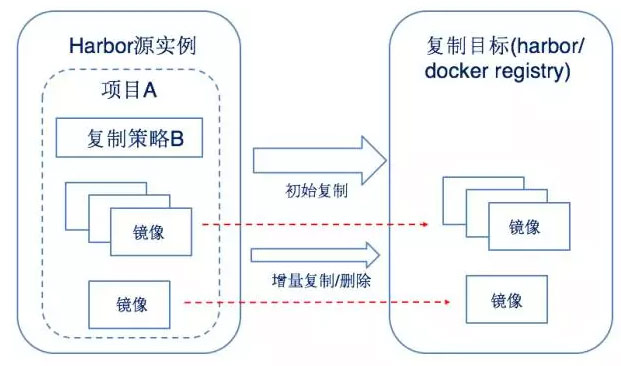 Harbor源实例
项目A
复制策略B
镜像
镜像
初始复制
增量复制/删除
复制目标(harbor/
docker registry)
镜像
镜像